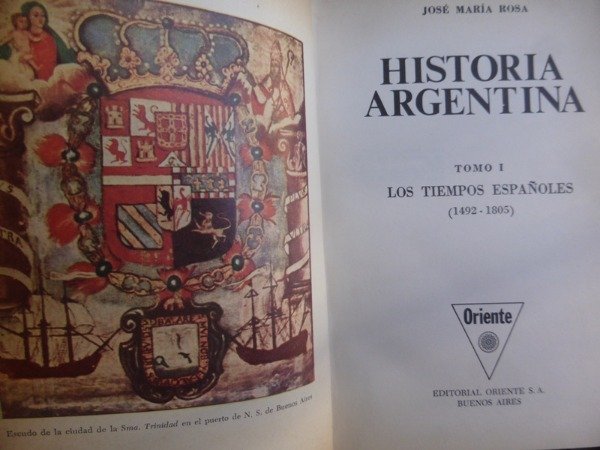 TRA
Escudo de la ciudad de la Sma. Trinidad en el puerto de N. S. de Buenos Aires
JOSÉ MARÍA ROSA
HISTORIA
ARGENTINA
TOMO I
LOS TIEMPOS ESPAÑOLES
(1492 - 1805)
Oriente
EDITORIAL ORIENTE S. A.
BUENOS AIRES